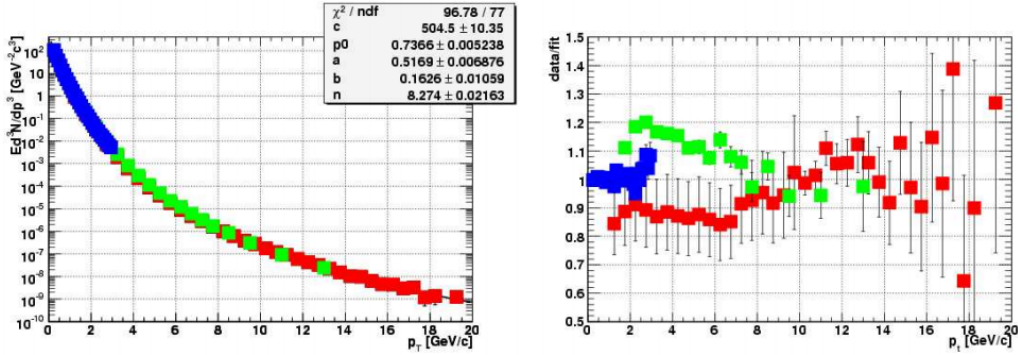 χ² / ndf 96.78 / 77
c 504.5 ± 10.35
p0 0.7366 ± 0.005238
a 0.5169 ± 0.006876
b 0.1626 ± 0.01059
n 8.274 ± 0.02163
Ed³N/dp³ [GeV⁻²c³]
10²
10
1
10⁻¹
10⁻²
10⁻³
10⁻⁴
10⁻⁵
10⁻⁶
10⁻⁷
10⁻⁸
10⁻⁹
10⁻¹⁰
0 2 4 6 8 10 12 14 16 18 20
p_T [GeV/c]
data/fit
1.5
1.4
1.3
1.2
1.1
1
0.9
0.8
0.7
0.6
0.5
0 2 4 6 8 10 12 14 16 18 20
p_t [GeV/c]